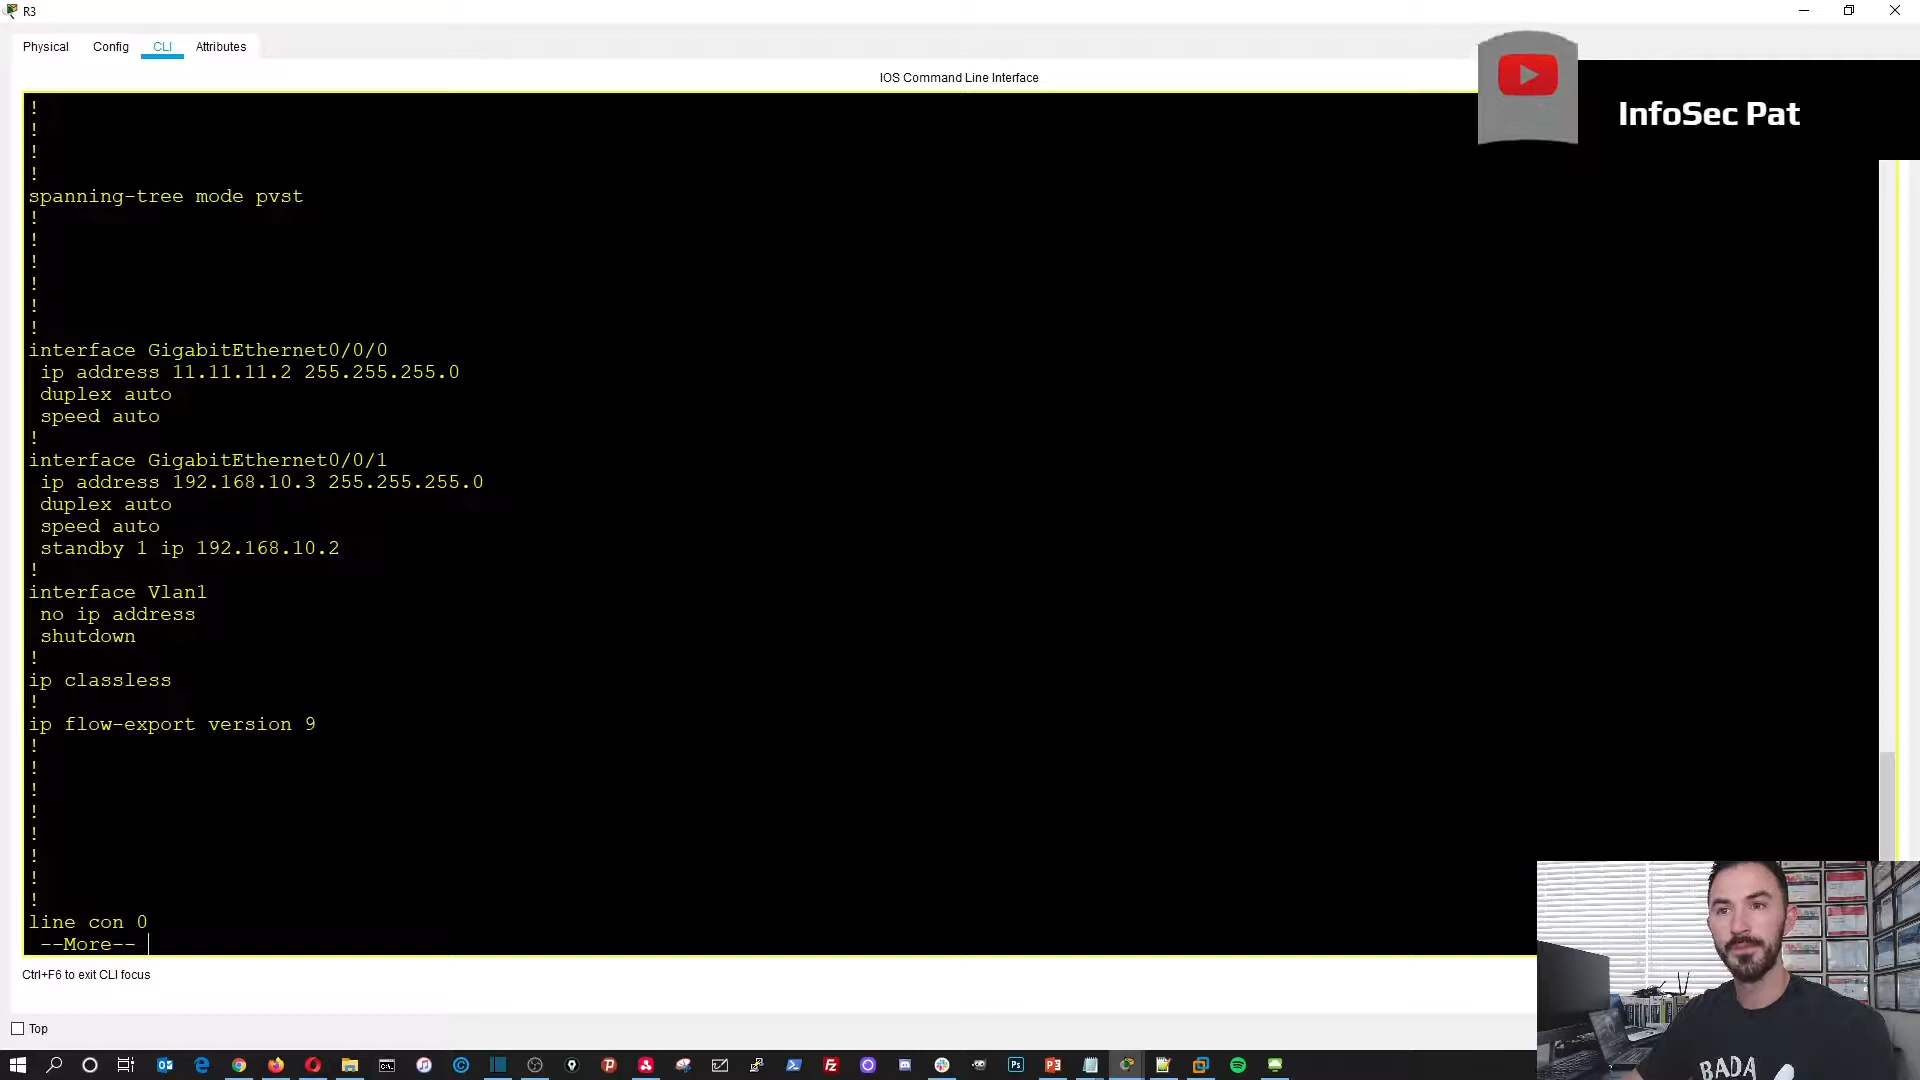 R3
Physical Config CLI Attributes
IOS Command Line Interface
InfoSec Pat
!
!
!
!
spanning-tree mode pvst
!
!
!
!
!
!
interface GigabitEthernet0/0/0
ip address 11.11.11.2 255.255.255.0
duplex auto
speed auto
!
interface GigabitEthernet0/0/1
ip address 192.168.10.3 255.255.255.0
duplex auto
speed auto
standby 1 ip 192.168.10.2
!
interface Vlan1
no ip address
shutdown
!
ip classless
!
ip flow-export version 9
!
!
!
!
!
!
!
!
line con 0
--More--
Ctrl+F6 to exit CLI focus
Top
BADA